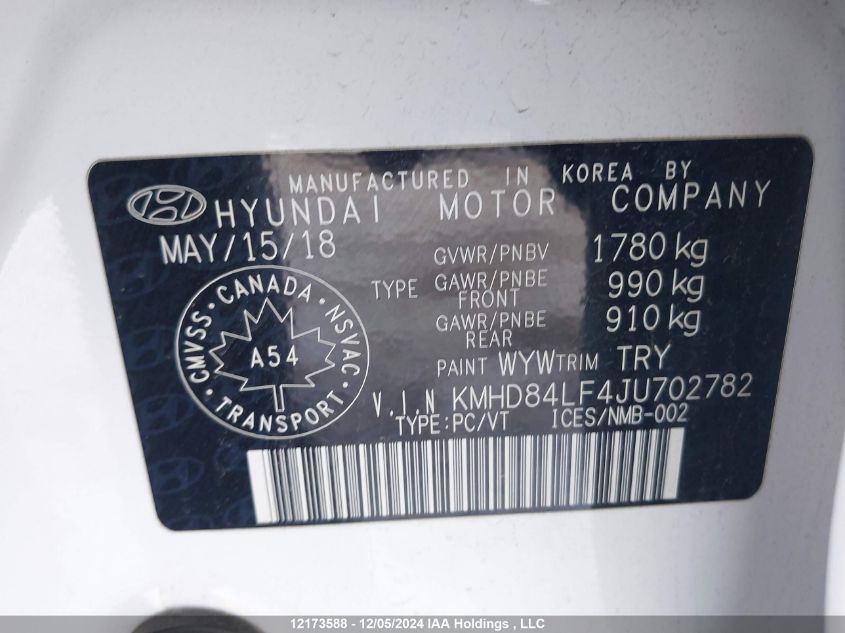 MANUFACTURED IN KOREA BY
HYUNDAI MOTOR COMPANY
MAY/15/18
GVWR/PNBV 1780 kg
TYPE GAWR/PNBE FRONT 990 kg
GAWR/PNBE REAR 910 kg
PAINT WYW TRIM TRY
V.I.N KMHD84LF4JU702782
TYPE:PC/VT ICES/NMB-002
CMVSS · CANADA · NSVAC · TRANSPORT ·
A54
12173588 - 12/05/2024 IAA Holdings , LLC